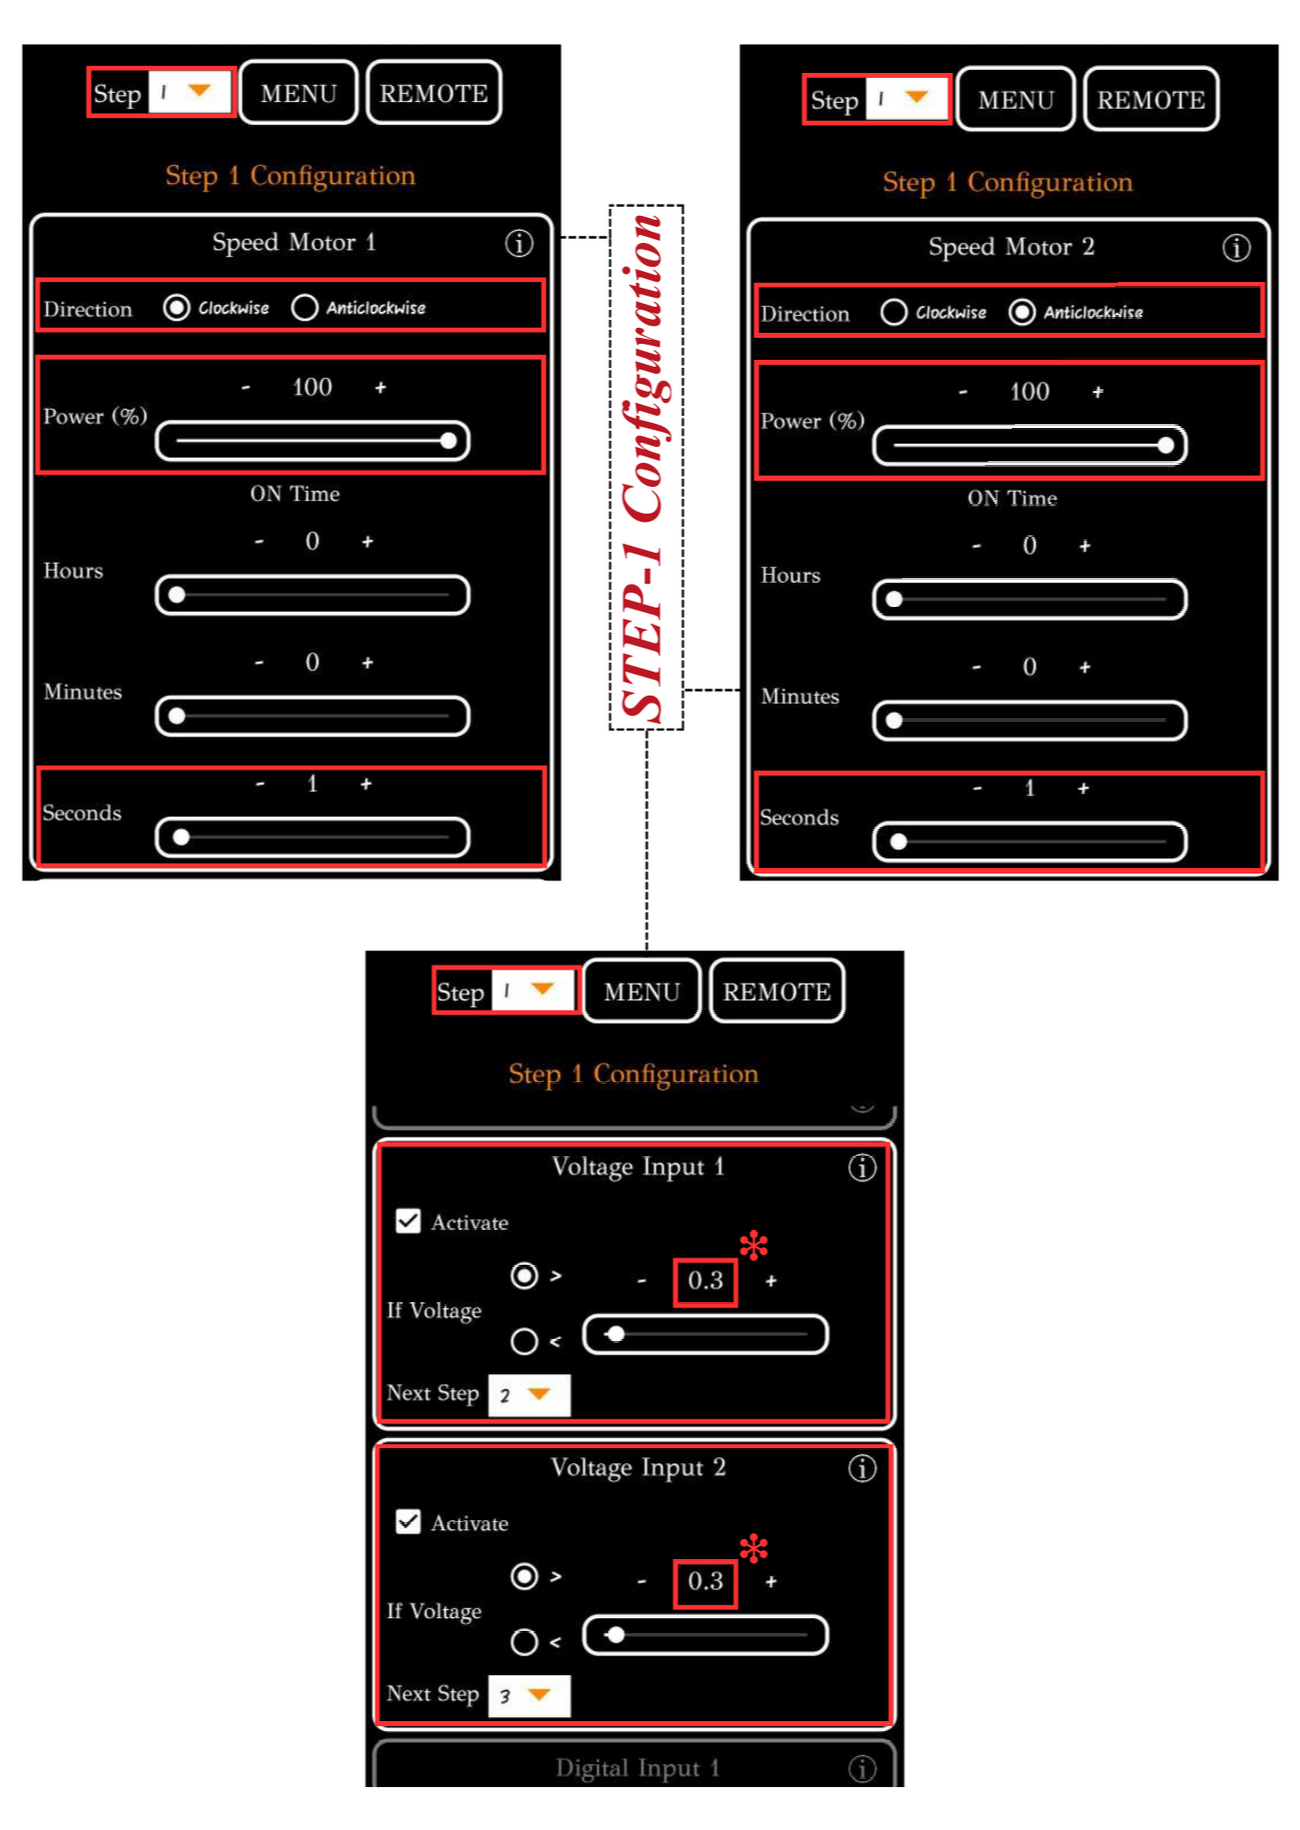 Step 1 MENU REMOTE
Step 1 Configuration
Speed Motor 1
Direction Clockwise Anticlockwise
- 100 +
Power (%)
ON Time
- 0 +
Hours
- 0 +
Minutes
- 1 +
Seconds
STEP-1 Configuration
Step 1 MENU REMOTE
Step 1 Configuration
Speed Motor 2
Direction Clockwise Anticlockwise
- 100 +
Power (%)
ON Time
- 0 +
Hours
- 0 +
Minutes
- 1 +
Seconds
Step 1 MENU REMOTE
Step 1 Configuration
Voltage Input 1
Activate
> - 0.3 +
If Voltage
<
Next Step 2
Voltage Input 2
Activate
> - 0.3 +
If Voltage
<
Next Step 3
Digital Input 1